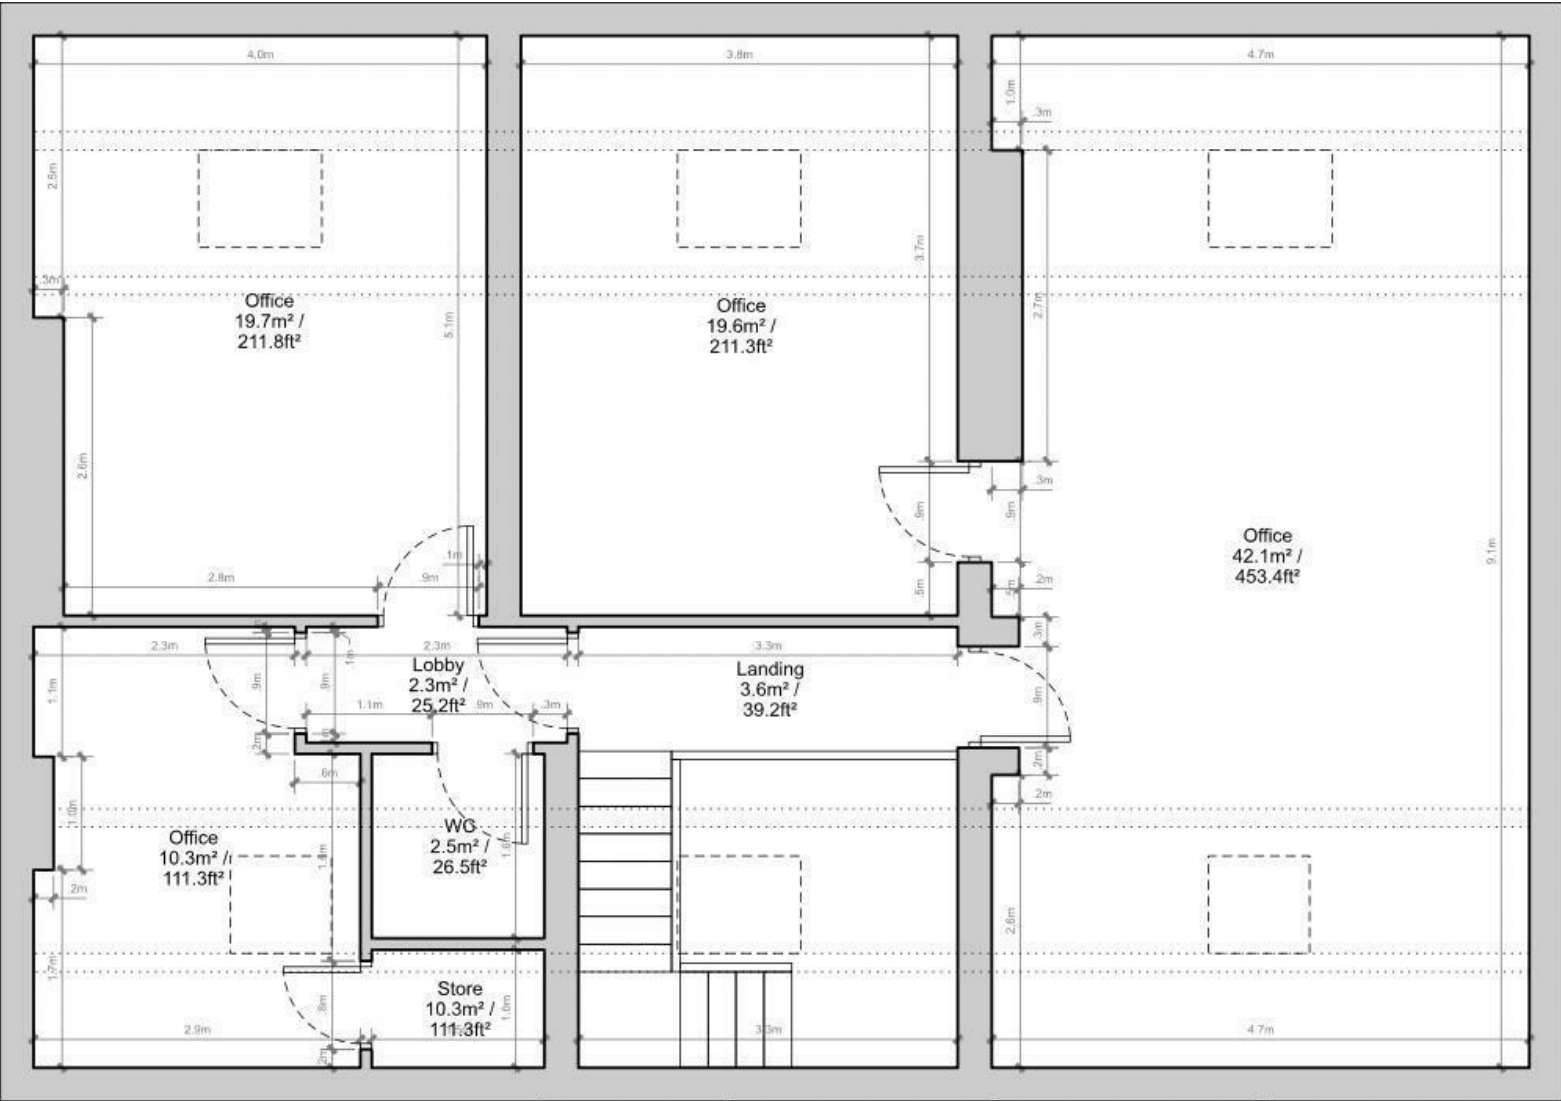 4.0m
3.8m
4.7m
1.0m
.3m
2.5m
3.7m
.3m
2.7m
Office
19.7m² /
211.8ft²
Office
19.6m² /
211.3ft²
5.1m
2.6m
.3m
.9m
.9m
Office
42.1m² /
453.4ft²
9.1m
.1m
2.8m
.9m
.5m
.5m
.2m
2.3m
.1m
2.3m
3.3m
.3m
Lobby
2.3m² /
25.2ft²
Landing
3.6m² /
39.2ft²
1.1m
.9m
.9m
.9m
1.1m
.9m
.3m
.2m
.2m
.6m
.2m
1.0m
Office
10.3m² /
111.3ft²
WC
2.5m² /
26.5ft²
1.6m
.2m
2.6m
1.7m
Store
10.3m² /
111.3ft²
.8m
1.0m
2.9m
3.3m
4.7m
.2m